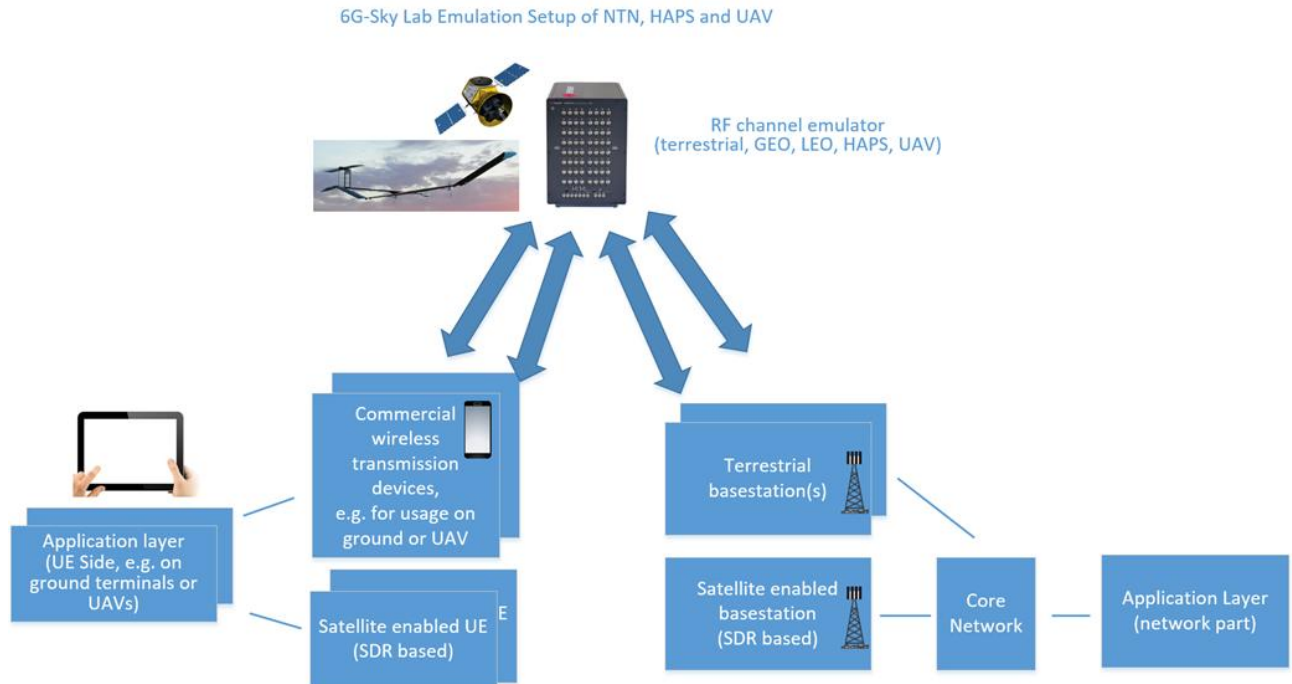 6G-Sky Lab Emulation Setup of NTN, HAPS and UAV
RF channel emulator
(terrestrial, GEO, LEO, HAPS, UAV)
Commercial
wireless
transmission
devices,
e.g. for usage on
ground or UAV
Terrestrial
basestation(s)
Application layer
(UE Side, e.g. on
ground terminals or
UAVs)
E
Satellite enabled UE
(SDR based)
Satellite enabled
basestation
(SDR based)
Core
Network
Application Layer
(network part)